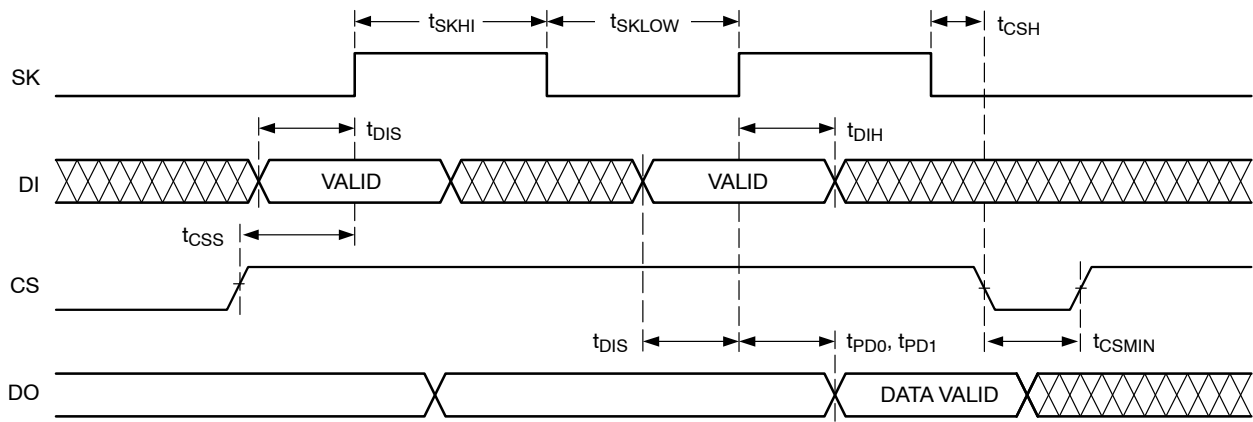 tSKHI
tSKLOW
tCSH
SK
tDIS
tDIH
DI
VALID
VALID
tCSS
CS
tDIS
tPD0, tPD1
tCSMIN
DO
DATA VALID